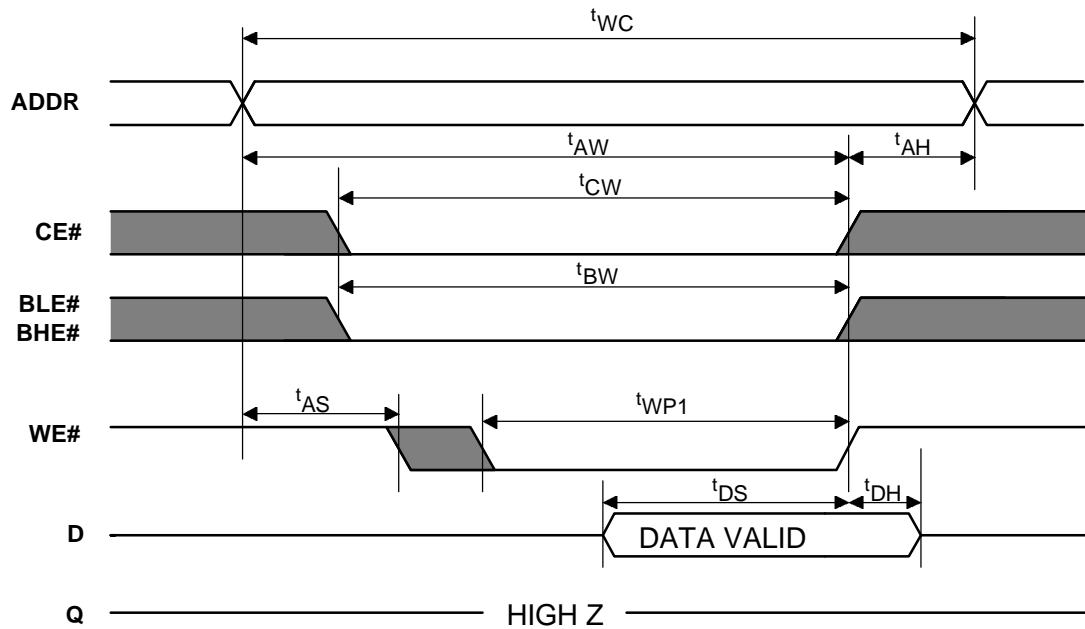 tWC
ADDR
tAW
tAH
tCW
CE#
tBW
BLE#
BHE#
tAS
tWP1
WE#
tDS
tDH
D
DATA VALID
Q
HIGH Z